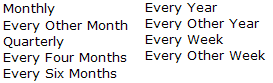 Monthly
Every Other Month
Quarterly
Every Four Months
Every Six Months
Every Year
Every Other Year
Every Week
Every Other Week